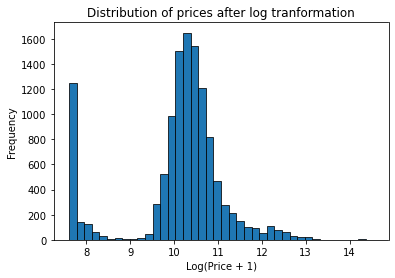 Distribution of prices after log tranformation
Frequency
1600
1400
1200
1000
800
600
400
200
0
8 9 10 11 12 13 14
Log(Price + 1)